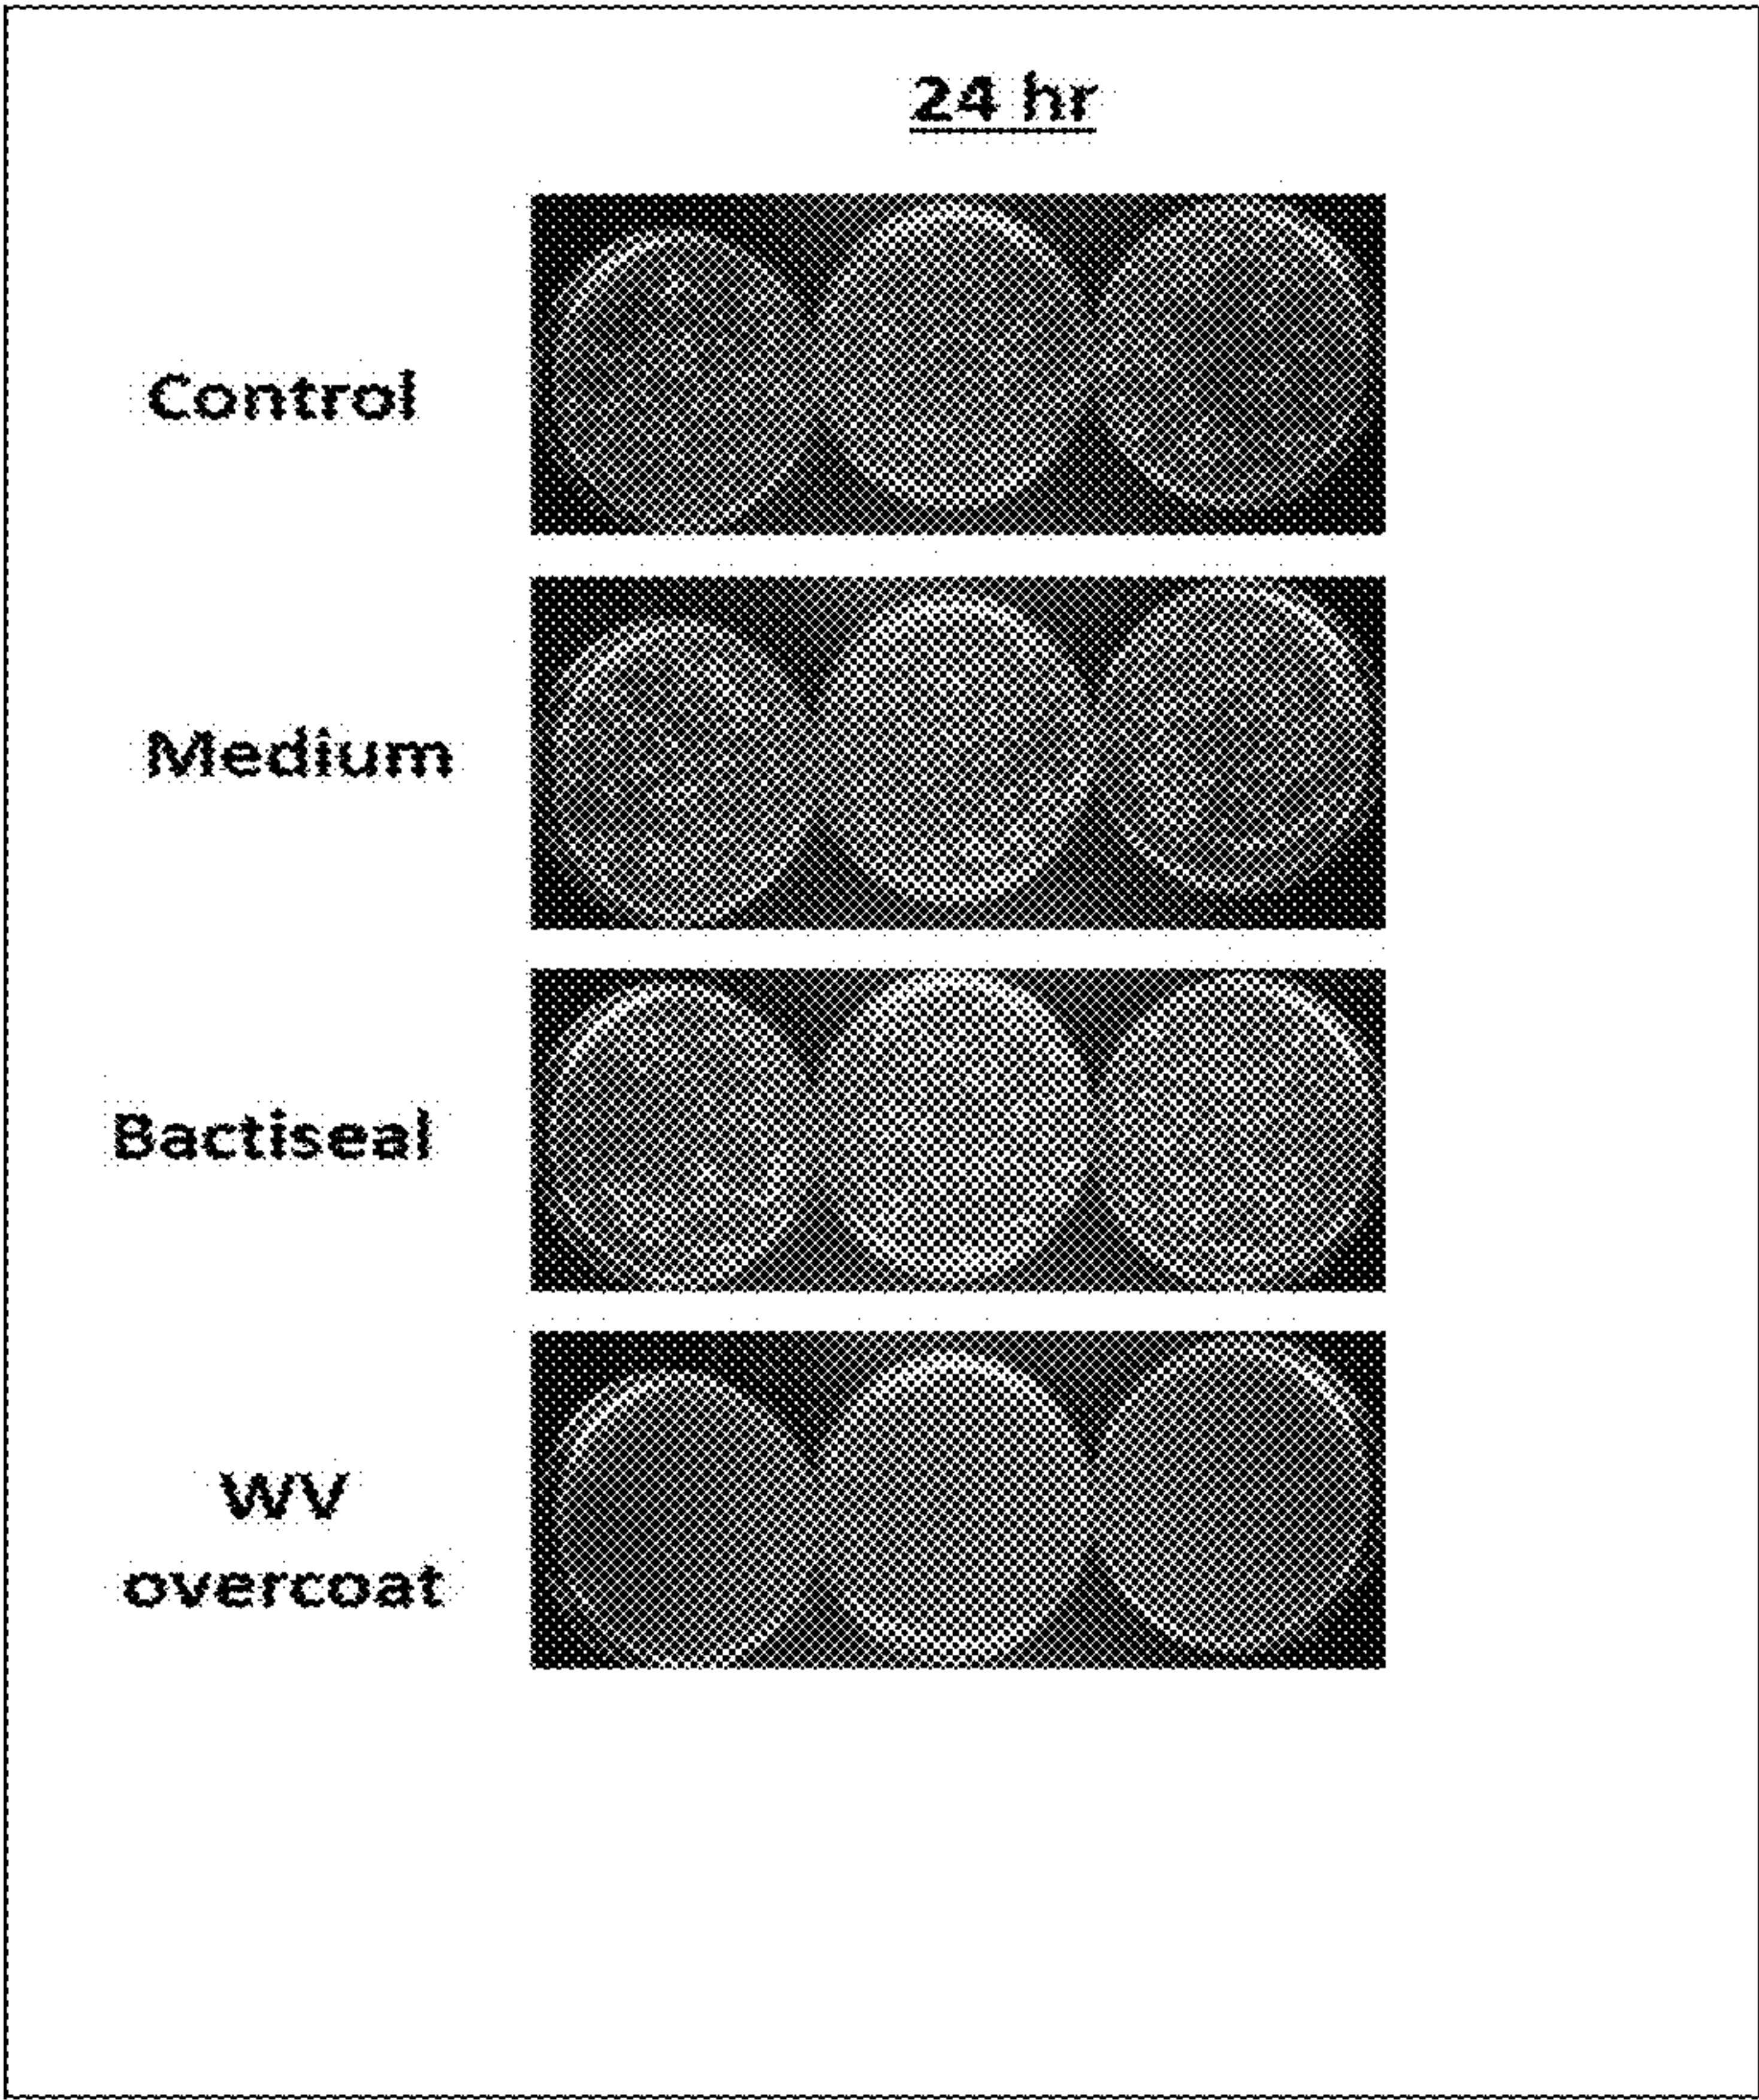 24 hr
Control
Medium
Bactiseal
WV
overcoat